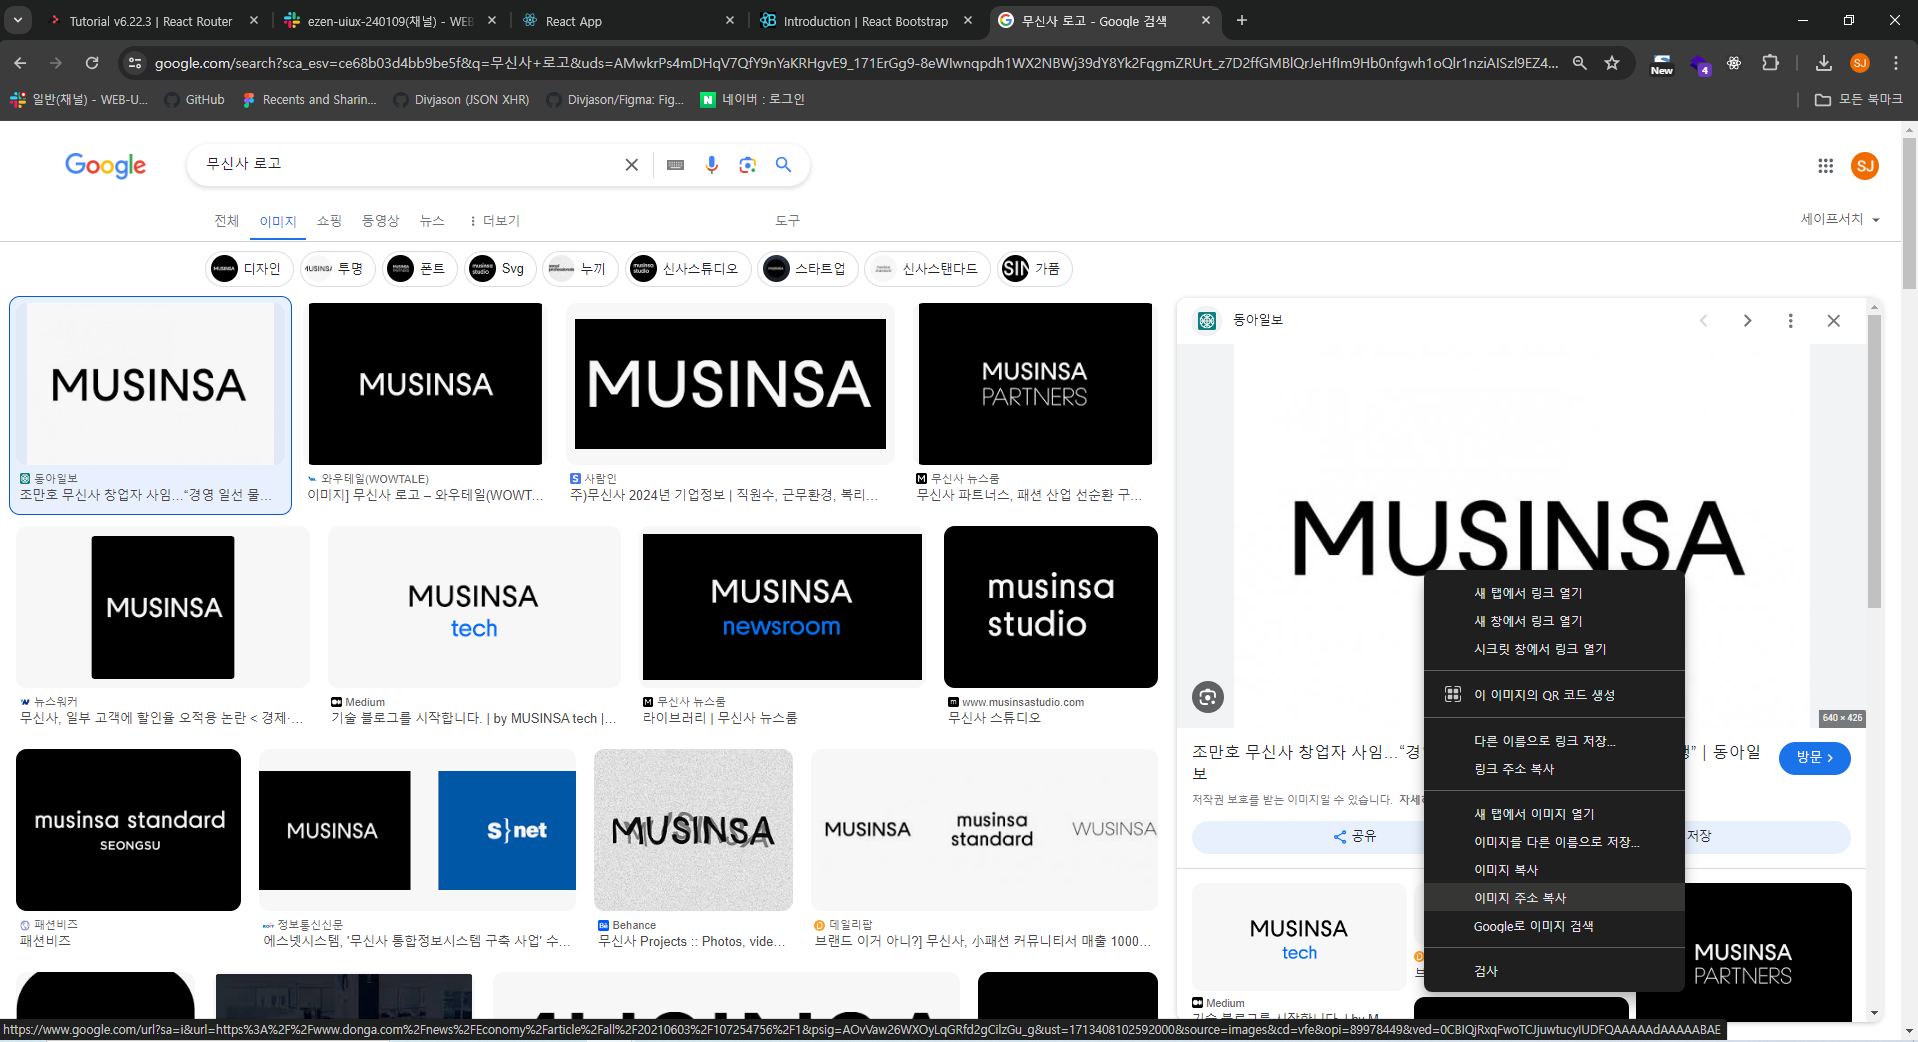 Tutorial v6.22.3 | React Router
ezen-uiux-240109(채널) - WEB
React App
Introduction | React Bootstrap
무신사 로고 - Google 검색
google.com/search?sca_esv=ce68b03d4bb9be5f&q=무신사+로고&uds=AMwkrPs4mDHqV7QfY9nYaKRHgvE9_171ErGg9-8eWIwnqpdh1WX2NBWj39dY8Yk2FqgmZRUrt_z7D2ffGMBlQrJeHfIm9Hb0nfgwh1oQlr1nziAISzl9EZ4...
New
4
SJ
일반(채널) - WEB-U...
GitHub
Recents and Sharin...
Divjason (JSON XHR)
Divjason/Figma: Fig...
네이버 : 로그인
모든 북마크
Google
무신사 로고
SJ
전체
이미지
쇼핑
동영상
뉴스
더보기
도구
세이프서치
디자인
투명
폰트
Svg
누끼
신사스튜디오
스타트업
신사스탠다드
가품
MUSINSA
MUSINSA
MUSINSA
MUSINSA
PARTNERS
동아일보
조만호 무신사 창업자 사임…“경영 일선 물...
와우테일(WOWTALE)
이미지] 무신사 로고 – 와우테일(WOWT...
사람인
주)무신사 2024년 기업정보 | 직원수, 근무환경, 복리...
무신사 뉴스룸
무신사 파트너스, 패션 산업 선순환 구...
MUSINSA
MUSINSA
tech
MUSINSA
newsroom
musinsa
studio
뉴스워커
무신사, 일부 고객에 할인율 오적용 논란 < 경제·...
Medium
기술 블로그를 시작합니다. | by MUSINSA tech |...
무신사 뉴스룸
라이브러리 | 무신사 뉴스룸
www.musinsastudio.com
무신사 스튜디오
musinsa standard
SEONGSU
MUSINSA
S}net
MUSINSA
MUSINSA
musinsa
standard
WUSINSA
패션비즈
패션비즈
정보통신신문
에스넷시스템, '무신사 통합정보시스템 구축 사업' 수...
Behance
무신사 Projects :: Photos, vide...
데일리팝
브랜드 이거 아니?] 무신사, 小패션 커뮤니티서 매출 1000...
동아일보
MUSINSA
640 × 426
조만호 무신사 창업자 사임…“경
” | 동아일
보
방문
저작권 보호를 받는 이미지일 수 있습니다.
공유
저장
MUSINSA
tech
Medium
MUSINSA
PARTNERS
새 탭에서 링크 열기
새 창에서 링크 열기
시크릿 창에서 링크 열기
이 이미지의 QR 코드 생성
다른 이름으로 링크 저장...
링크 주소 복사
새 탭에서 이미지 열기
이미지를 다른 이름으로 저장...
이미지 복사
이미지 주소 복사
Google로 이미지 검색
검사
https://www.google.com/url?sa=i&url=https%3A%2F%2Fwww.donga.com%2Fnews%2FEconomy%2Farticle%2Fall%2F20210603%2F107254756%2F1&psig=AOvVaw26WXOyLqGRfd2gCilzGu_g&ust=1713408102592000&source=images&cd=vfe&opi=89978449&ved=0CBIQjRxqFwoTCJjuwtucyIUDFQAAAAAdAAAAABAE